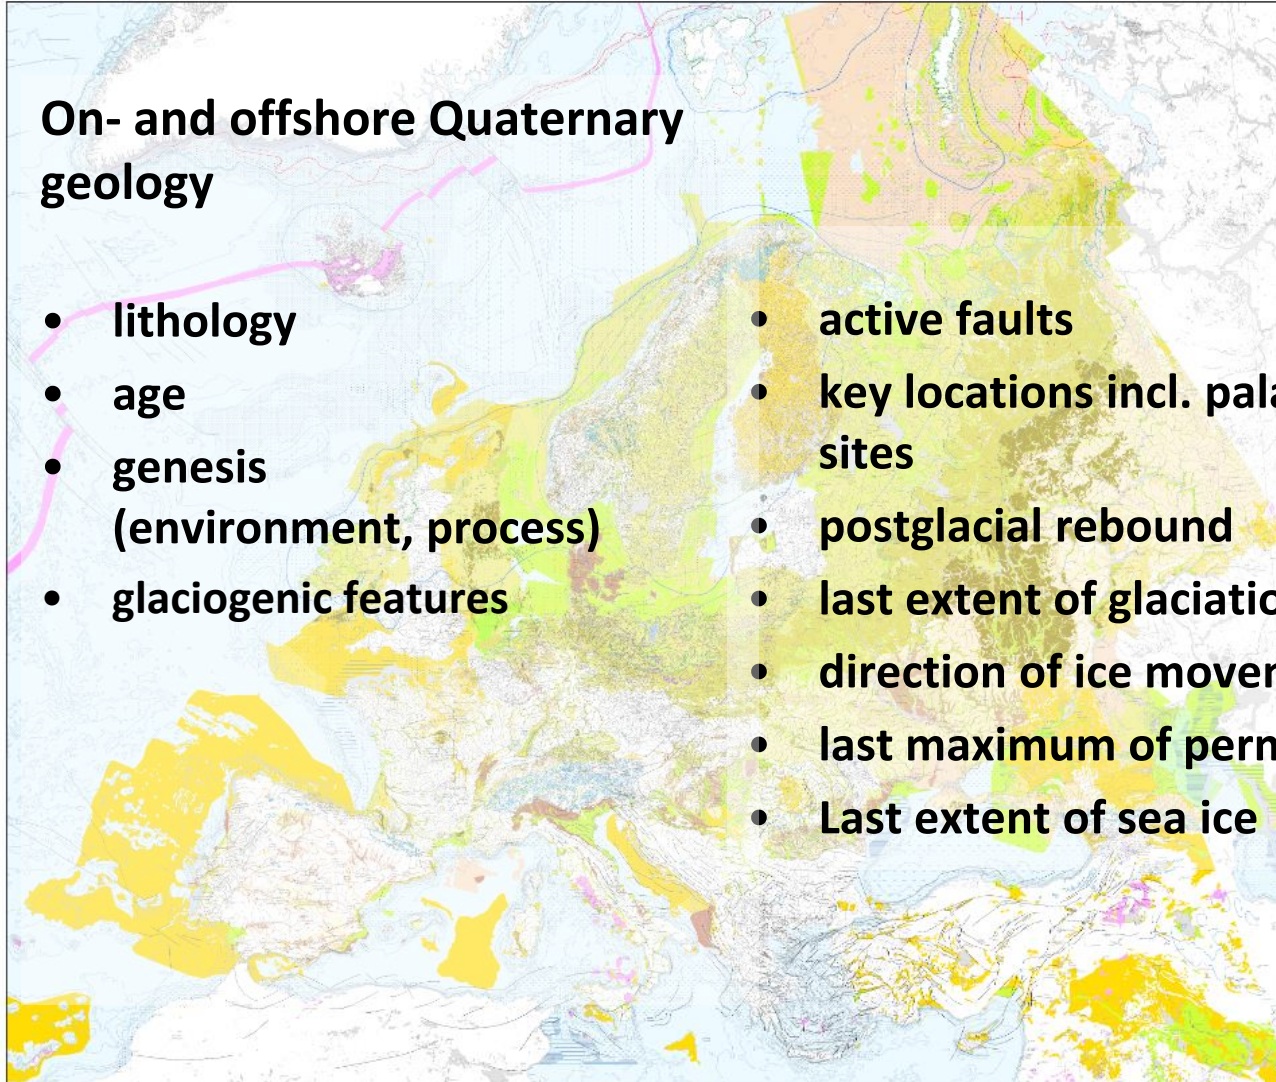 On- and offshore Quaternary
geology
• lithology
• age
• genesis
(environment, process)
• glaciogenic features
• active faults
• key locations incl.
sites
• postglacial rebound
• last extent of
• direction of ice
• last maximum of
• Last extent of sea ice